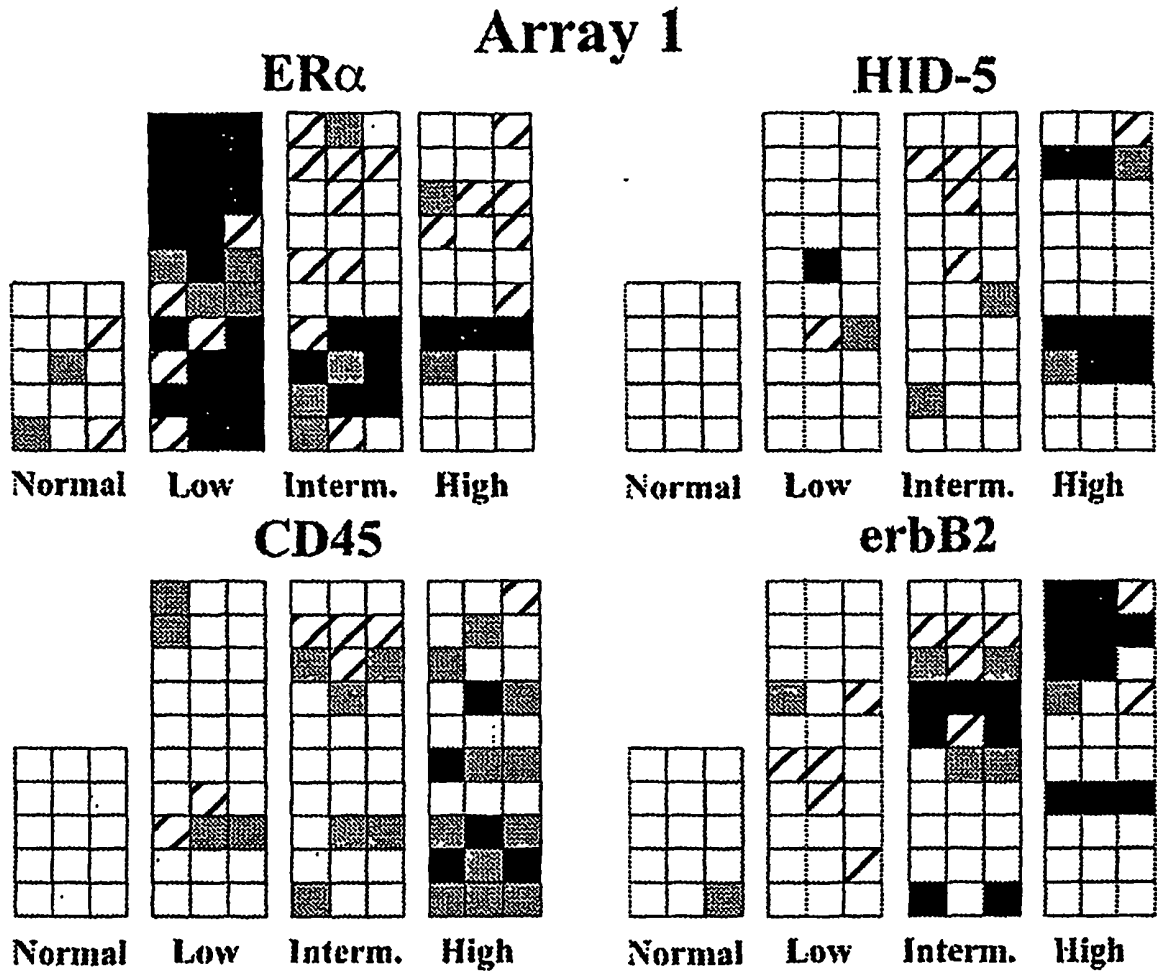 Array 1
ERα HID-5
Normal Low Interm. High Normal Low Interm. High
CD45 erbB2
Normal Low Interm. High Normal Low Interm. High